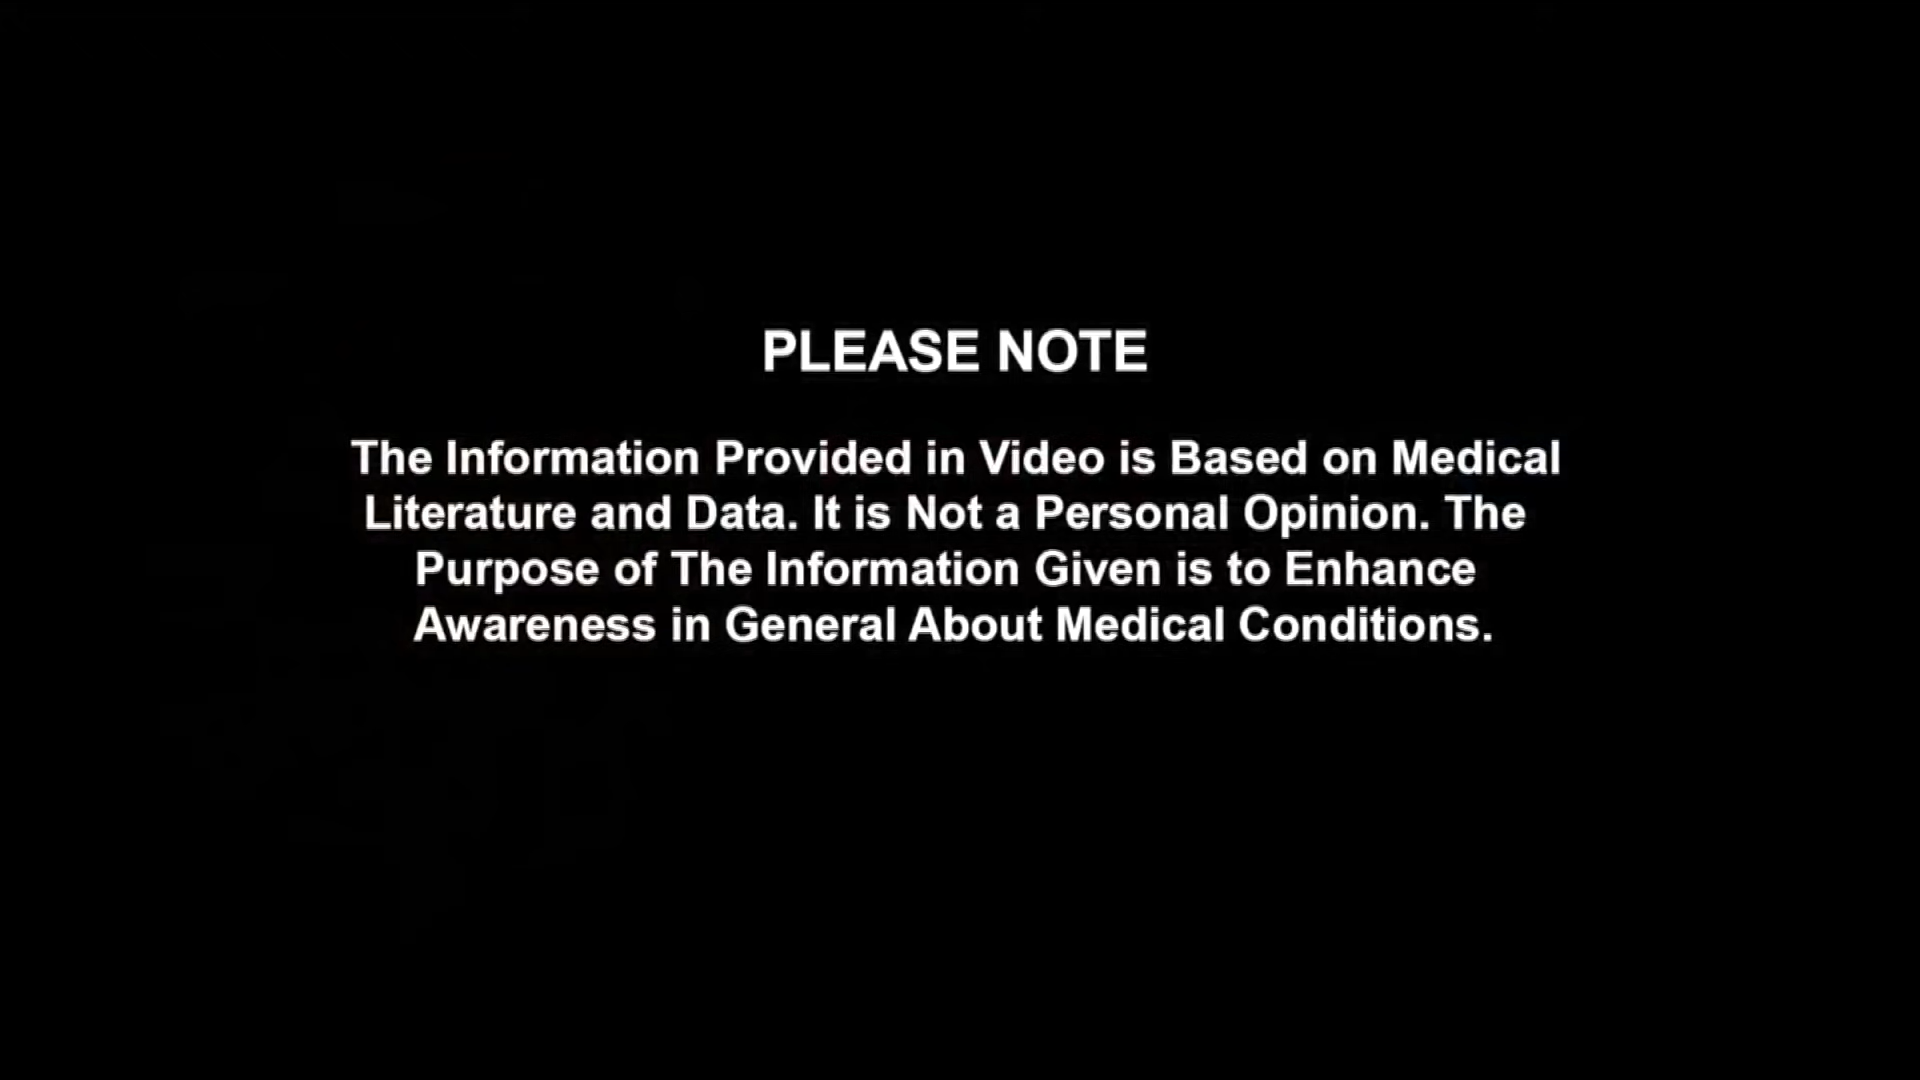 PLEASE NOTE
The Information Provided in Video is Based on Medical
Literature and Data. It is Not a Personal Opinion. The
Purpose of The Information Given is to Enhance
Awareness in General About Medical Conditions.